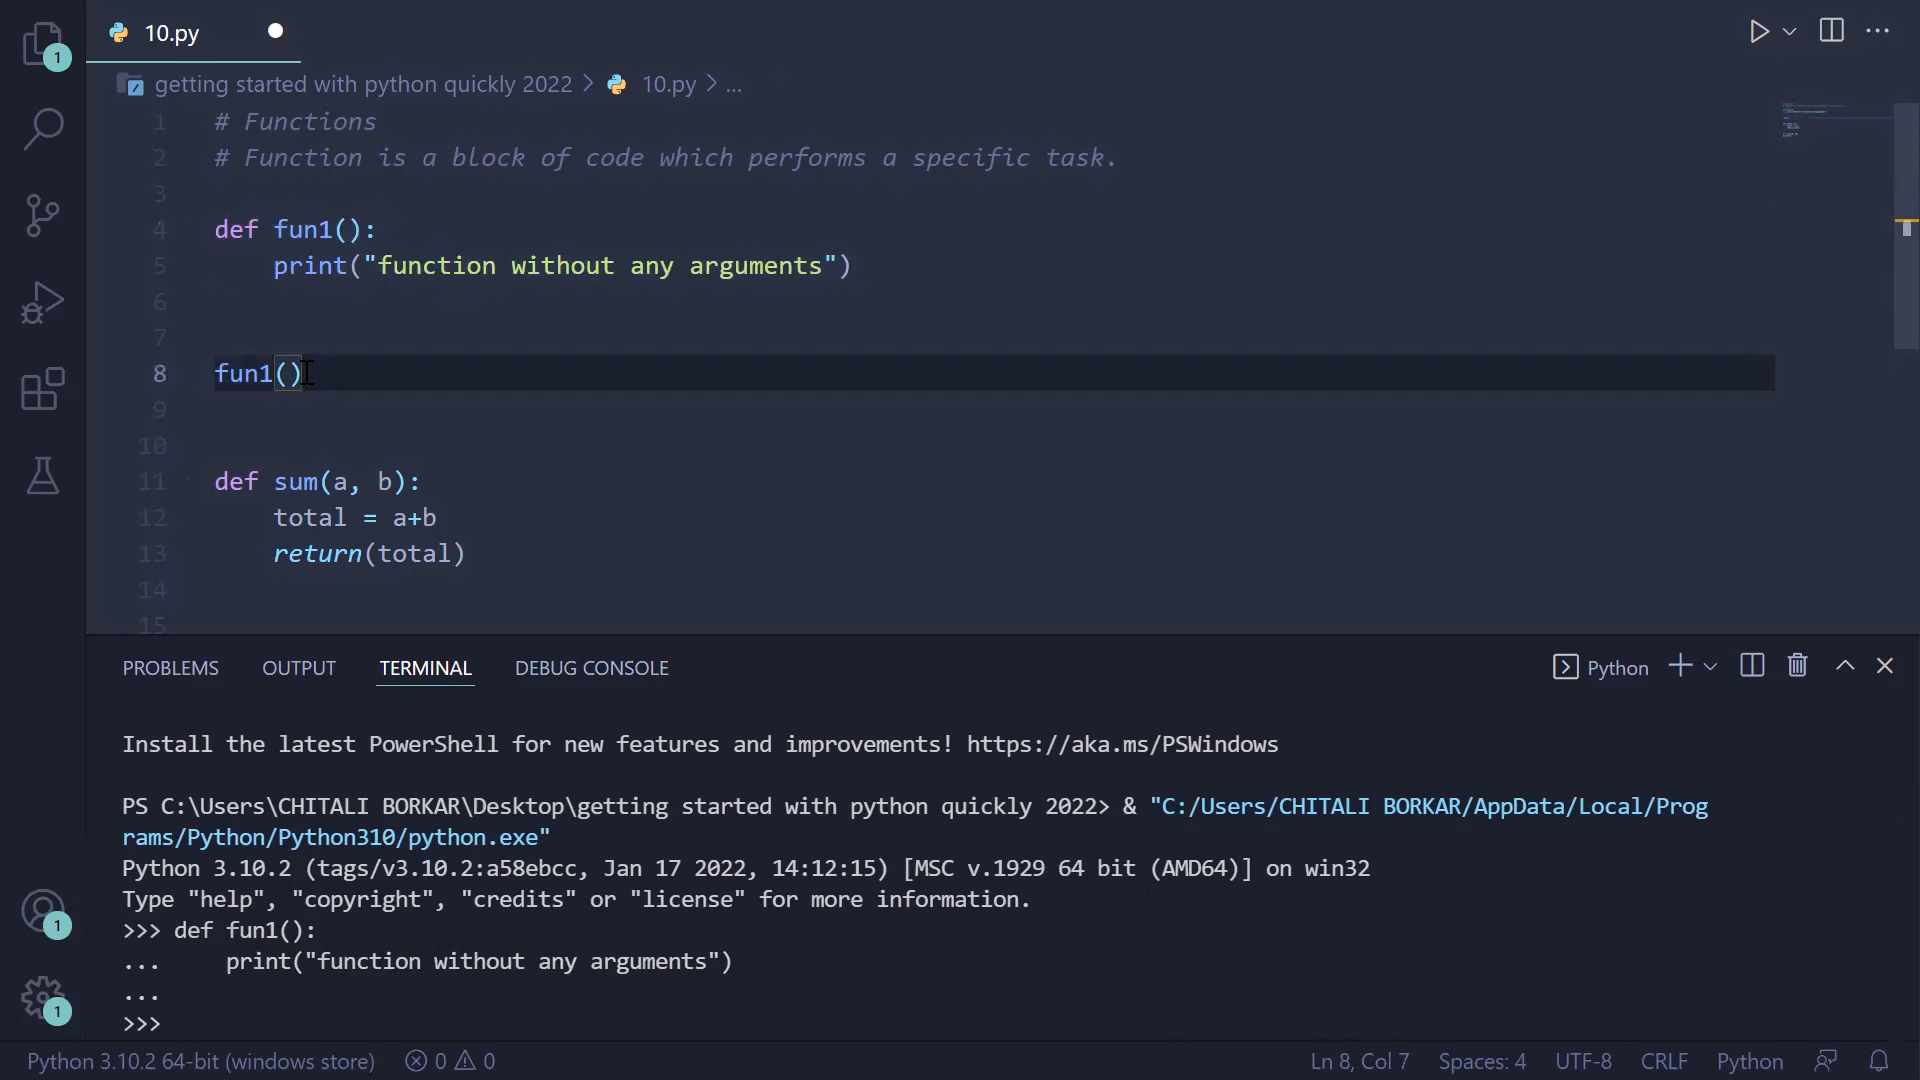 10.py
1
getting started with python quickly 2022 > 10.py > ...
1 # Functions
2 # Function is a block of code which performs a specific task.
3
4 def fun1():
5 print("function without any arguments")
6
7
8 fun1()
9
10
11 def sum(a, b):
12 total = a+b
13 return(total)
14
15
PROBLEMS OUTPUT TERMINAL DEBUG CONSOLE Python
Install the latest PowerShell for new features and improvements! https://aka.ms/PSWindows
PS C:\Users\CHITALI BORKAR\Desktop\getting started with python quickly 2022> & "C:/Users/CHITALI BORKAR/AppData/Local/Prog
rams/Python/Python310/python.exe"
Python 3.10.2 (tags/v3.10.2:a58ebcc, Jan 17 2022, 14:12:15) [MSC v.1929 64 bit (AMD64)] on win32
Type "help", "copyright", "credits" or "license" for more information.
>>> def fun1():
...     print("function without any arguments")
...
>>>
1
1
Python 3.10.2 64-bit (windows store) 0 0 Ln 8, Col 7 Spaces: 4 UTF-8 CRLF Python